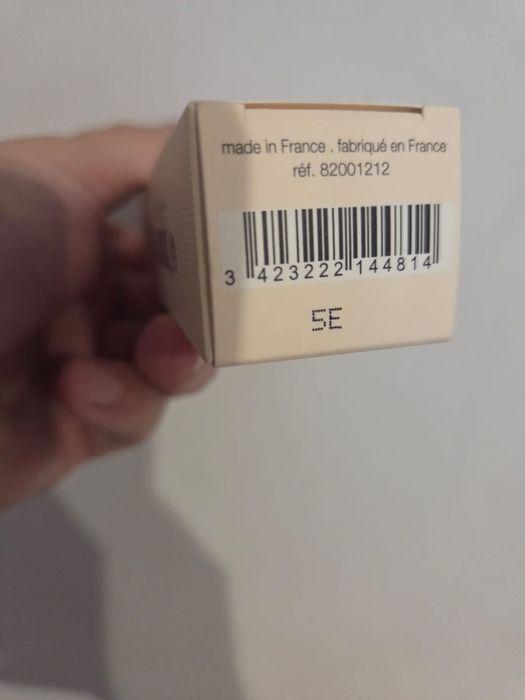 made in France . fabriqué en France
réf. 82001212
3 423222 144814
5E